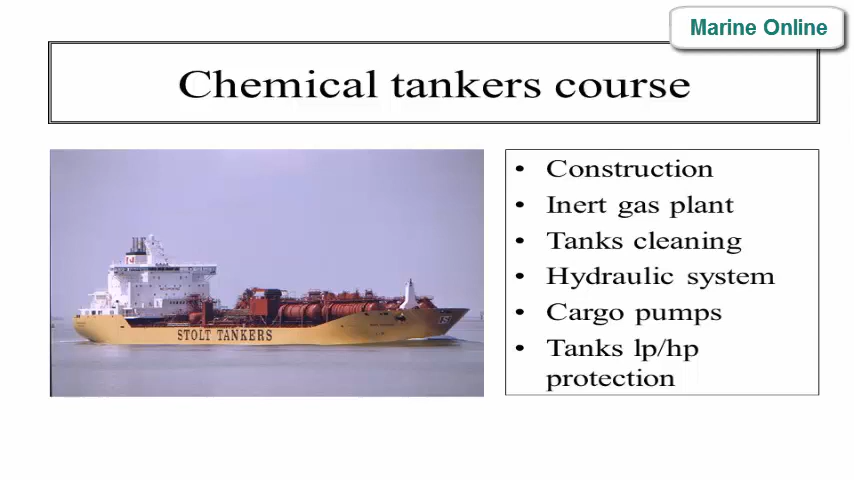 Marine Online
Chemical tankers course
• Construction
• Inert gas plant
• Tanks cleaning
• Hydraulic system
• Cargo pumps
• Tanks lp/hp
protection
STOLT TANKERS